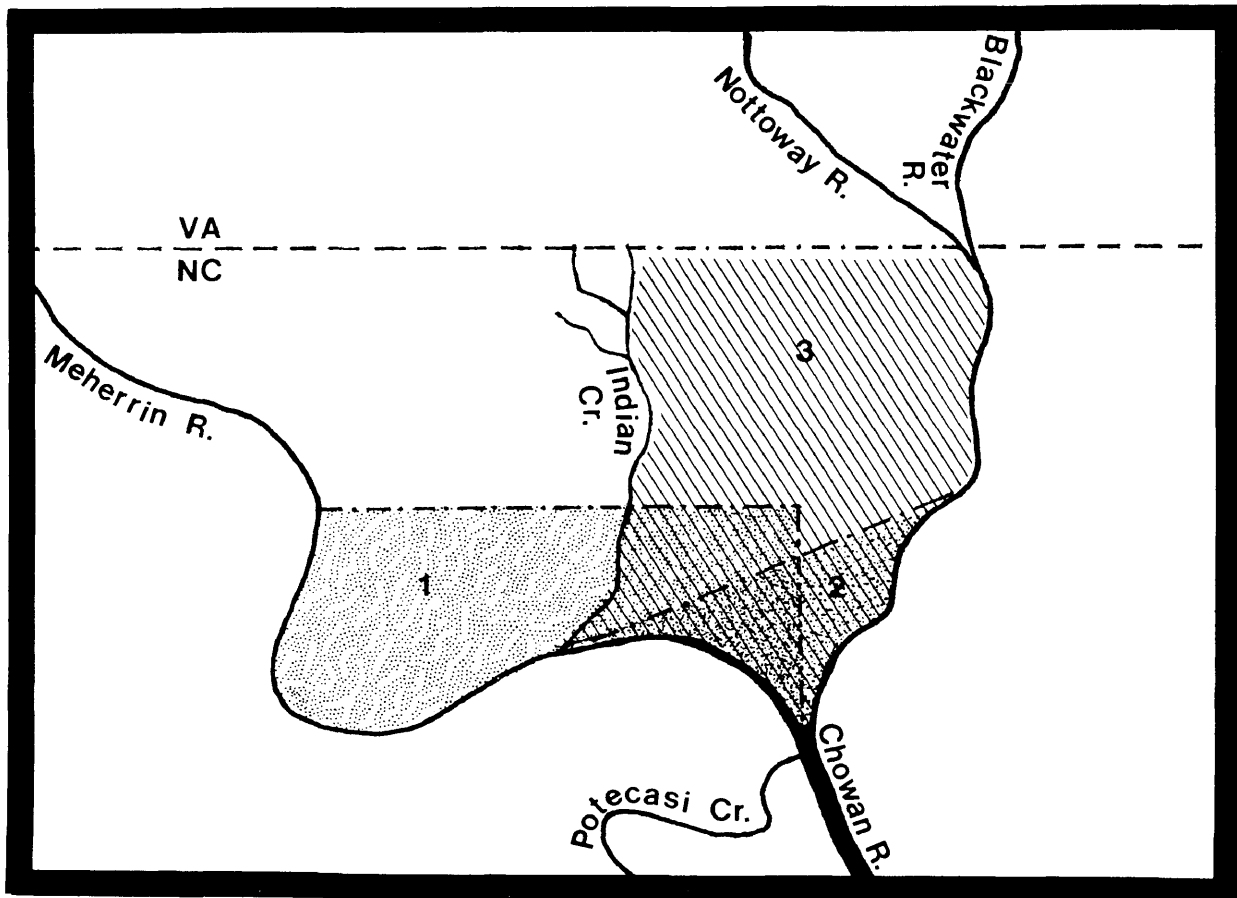 Nottoway R.
Blackwater
R.
VA
NC
Meherrin R.
Indian
Cr.
3
1
2
Potecasi Cr.
Chowan R.